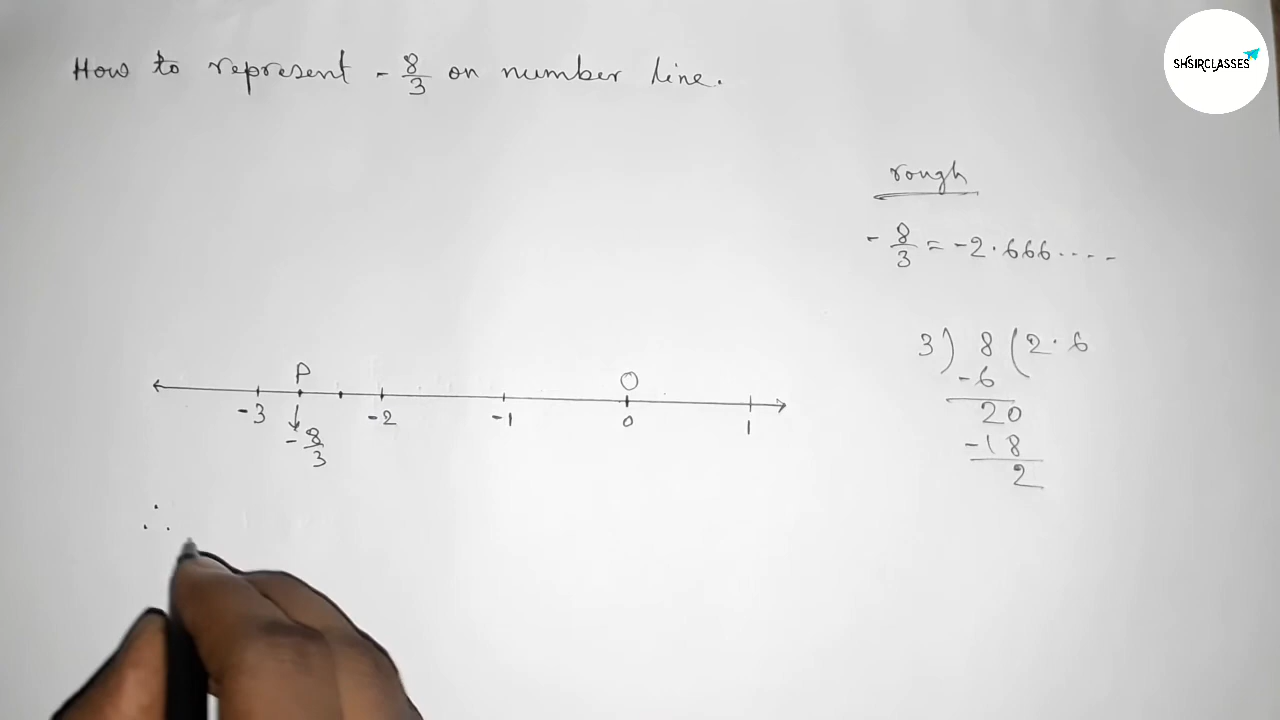 How to represent - 8/3 on number line.
SHSIRCLASSES
rough
- 8/3 = -2.666....
3) 8 (2.6
-6
20
-18
2
P O
-3 -2 -1 0 1
- 8/3
∴